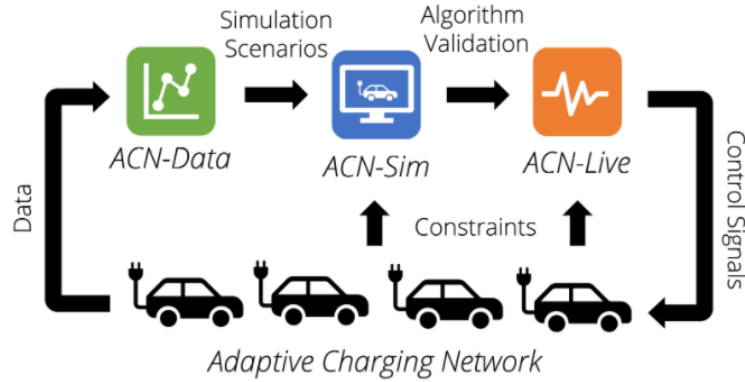 Simulation
Scenarios
Algorithm
Validation
ACN-Data
ACN-Sim
ACN-Live
Data
Constraints
Control Signals
Adaptive Charging Network